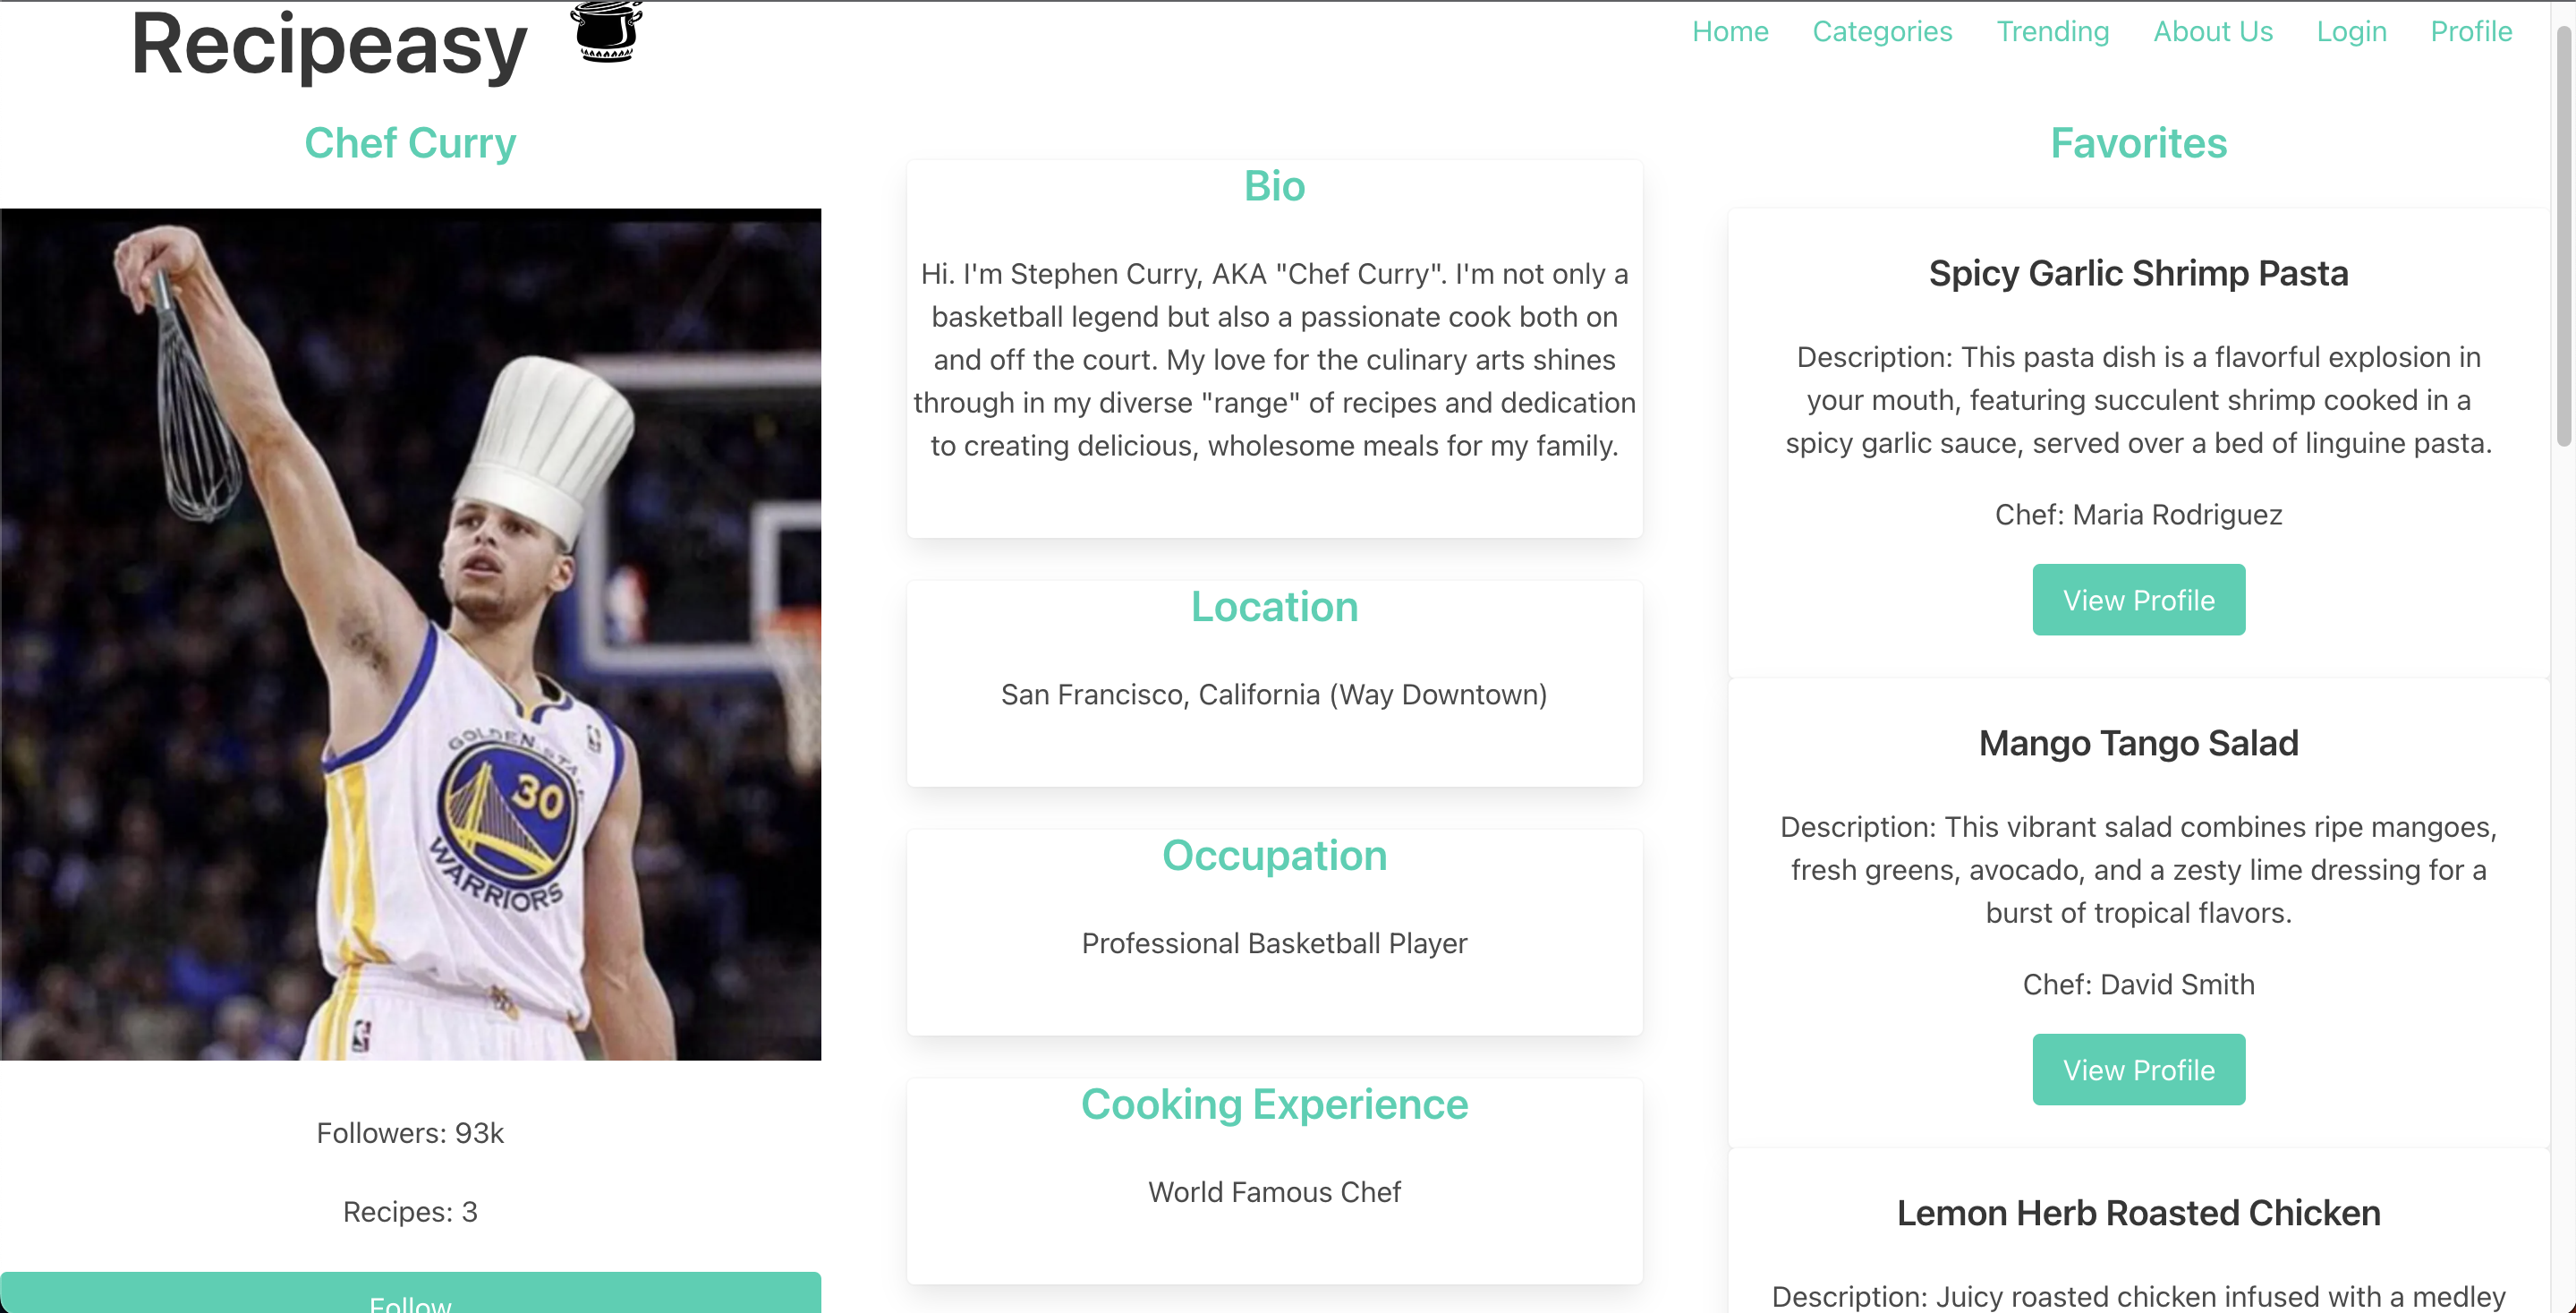 Recipeasy
Home Categories Trending About Us Login Profile
Chef Curry
GOLDEN STATE
30
WARRIORS
Followers: 93k
Recipes: 3
Follow
Bio
Hi. I'm Stephen Curry, AKA "Chef Curry". I'm not only a
basketball legend but also a passionate cook both on
and off the court. My love for the culinary arts shines
through in my diverse "range" of recipes and dedication
to creating delicious, wholesome meals for my family.
Location
San Francisco, California (Way Downtown)
Occupation
Professional Basketball Player
Cooking Experience
World Famous Chef
Favorites
Spicy Garlic Shrimp Pasta
Description: This pasta dish is a flavorful explosion in
your mouth, featuring succulent shrimp cooked in a
spicy garlic sauce, served over a bed of linguine pasta.
Chef: Maria Rodriguez
View Profile
Mango Tango Salad
Description: This vibrant salad combines ripe mangoes,
fresh greens, avocado, and a zesty lime dressing for a
burst of tropical flavors.
Chef: David Smith
View Profile
Lemon Herb Roasted Chicken
Description: Juicy roasted chicken infused with a medley